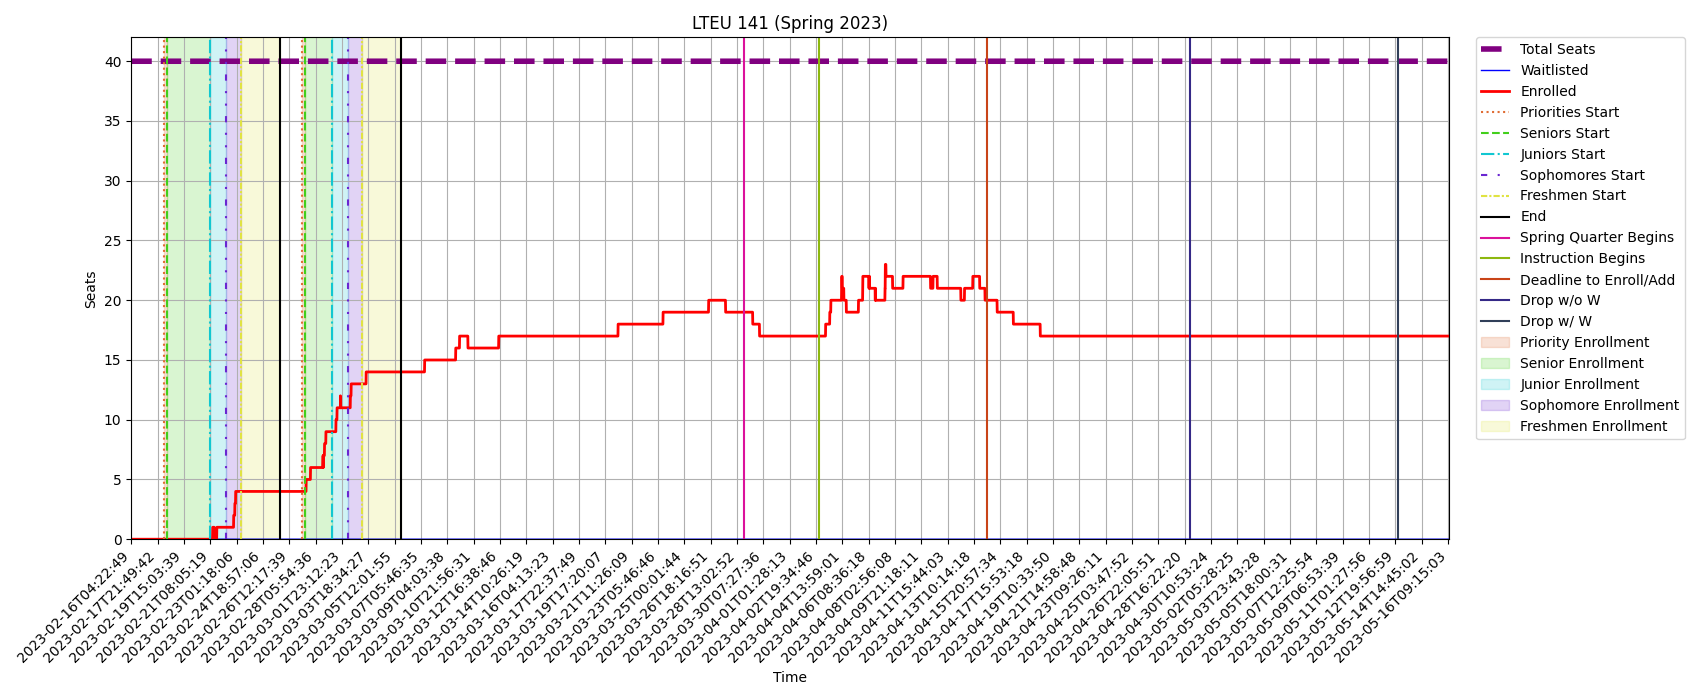 LTEU 141 (Spring 2023)
Seats
40
35
30
25
20
15
10
5
0
2023-02-16T04:22:49
2023-02-17T21:49:42
2023-02-19T15:03:39
2023-02-21T08:05:19
2023-02-23T01:18:06
2023-02-24T18:57:06
2023-02-26T12:17:39
2023-02-28T05:54:36
2023-03-01T23:12:23
2023-03-03T18:34:27
2023-03-05T12:01:55
2023-03-07T05:46:35
2023-03-09T04:03:38
2023-03-10T21:56:31
2023-03-12T16:38:46
2023-03-14T10:26:19
2023-03-16T04:13:23
2023-03-17T22:37:49
2023-03-19T17:20:07
2023-03-21T11:26:09
2023-03-23T05:46:46
2023-03-25T00:01:44
2023-03-26T18:16:51
2023-03-28T13:02:52
2023-03-30T07:27:36
2023-04-01T01:28:13
2023-04-02T19:34:46
2023-04-04T13:59:01
2023-04-06T08:36:18
2023-04-08T02:56:08
2023-04-09T21:18:11
2023-04-11T15:44:03
2023-04-13T10:14:18
2023-04-15T20:57:34
2023-04-17T15:53:18
2023-04-19T10:33:50
2023-04-21T14:58:48
2023-04-23T09:26:11
2023-04-25T03:47:52
2023-04-26T22:05:51
2023-04-28T16:22:20
2023-04-30T10:53:24
2023-05-02T05:28:25
2023-05-03T23:43:28
2023-05-05T18:00:31
2023-05-07T12:25:54
2023-05-09T06:53:39
2023-05-11T01:27:56
2023-05-12T19:56:59
2023-05-14T14:45:02
2023-05-16T09:15:03
Time
Total Seats
Waitlisted
Enrolled
Priorities Start
Seniors Start
Juniors Start
Sophomores Start
Freshmen Start
End
Spring Quarter Begins
Instruction Begins
Deadline to Enroll/Add
Drop w/o W
Drop w/ W
Priority Enrollment
Senior Enrollment
Junior Enrollment
Sophomore Enrollment
Freshmen Enrollment